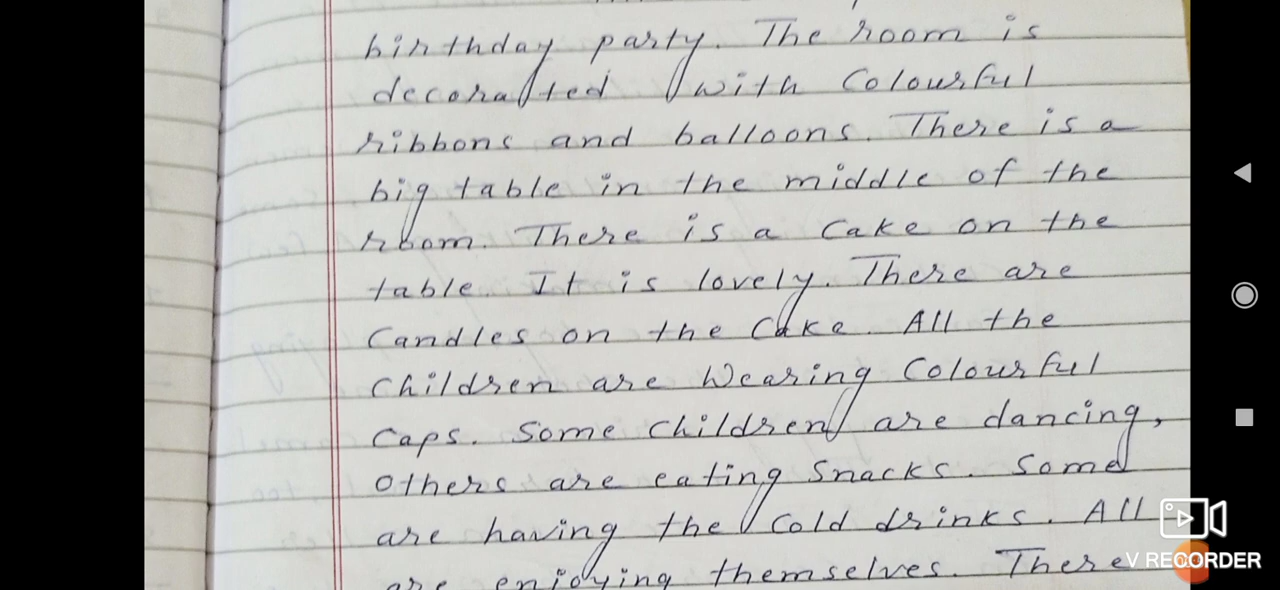 birthday party. The room is
decorated with Colourful
ribbons and balloons. There is a
big table in the middle of the
room. There is a Cake on the
table. It is lovely. There are
Candles on the Cake. All the
Children are Wearing Colourful
Caps. Some Children are dancing,
Others are eating Snacks. Some
are having the Cold drinks. All
are enjoying themselves. There
V RECORDER